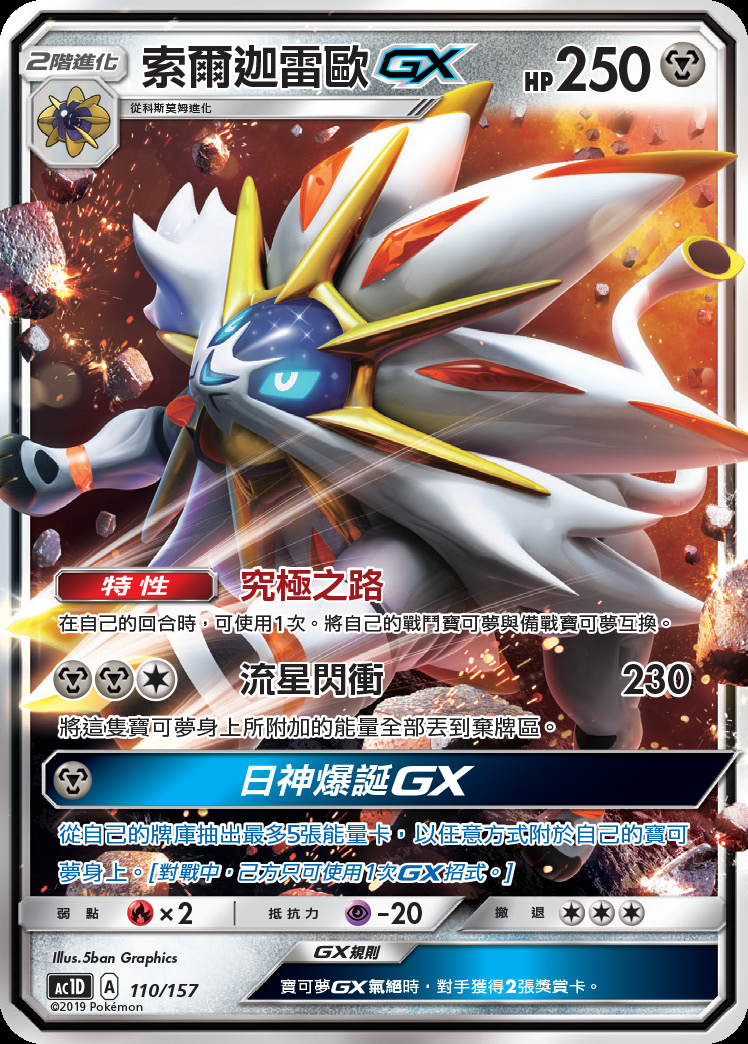 2階進化 索爾迦雷歐GX HP250
從科斯莫姆進化
特性 究極之路
在自己的回合時，可使用1次。將自己的戰鬥寶可夢與備戰寶可夢互換。
流星閃衝 230
將這隻寶可夢身上所附加的能量全部丟到棄牌區。
日神爆誕GX
從自己的牌庫抽出最多5張能量卡，以任意方式附於自己的寶可
夢身上。[對戰中，己方只可使用1次GX招式。]
弱點 ×2 抵抗力 -20 撤退
Illus.5ban Graphics
GX規則
AC1D A 110/157
寶可夢GX氣絕時，對手獲得2張獎賞卡。
©2019 Pokémon